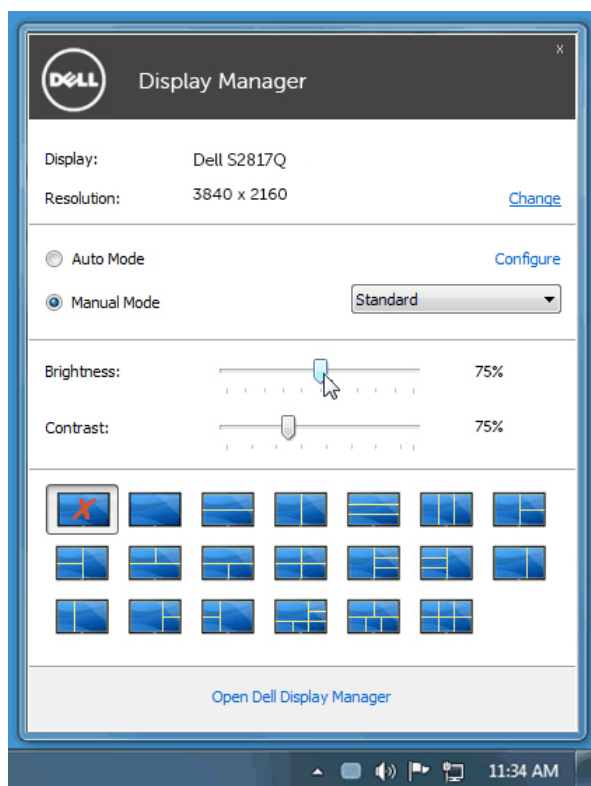 x
DELL
Display Manager
Display: Dell S2817Q
Resolution: 3840 x 2160 Change
Auto Mode Configure
Manual Mode Standard
Brightness: 75%
Contrast: 75%
Open Dell Display Manager
11:34 AM